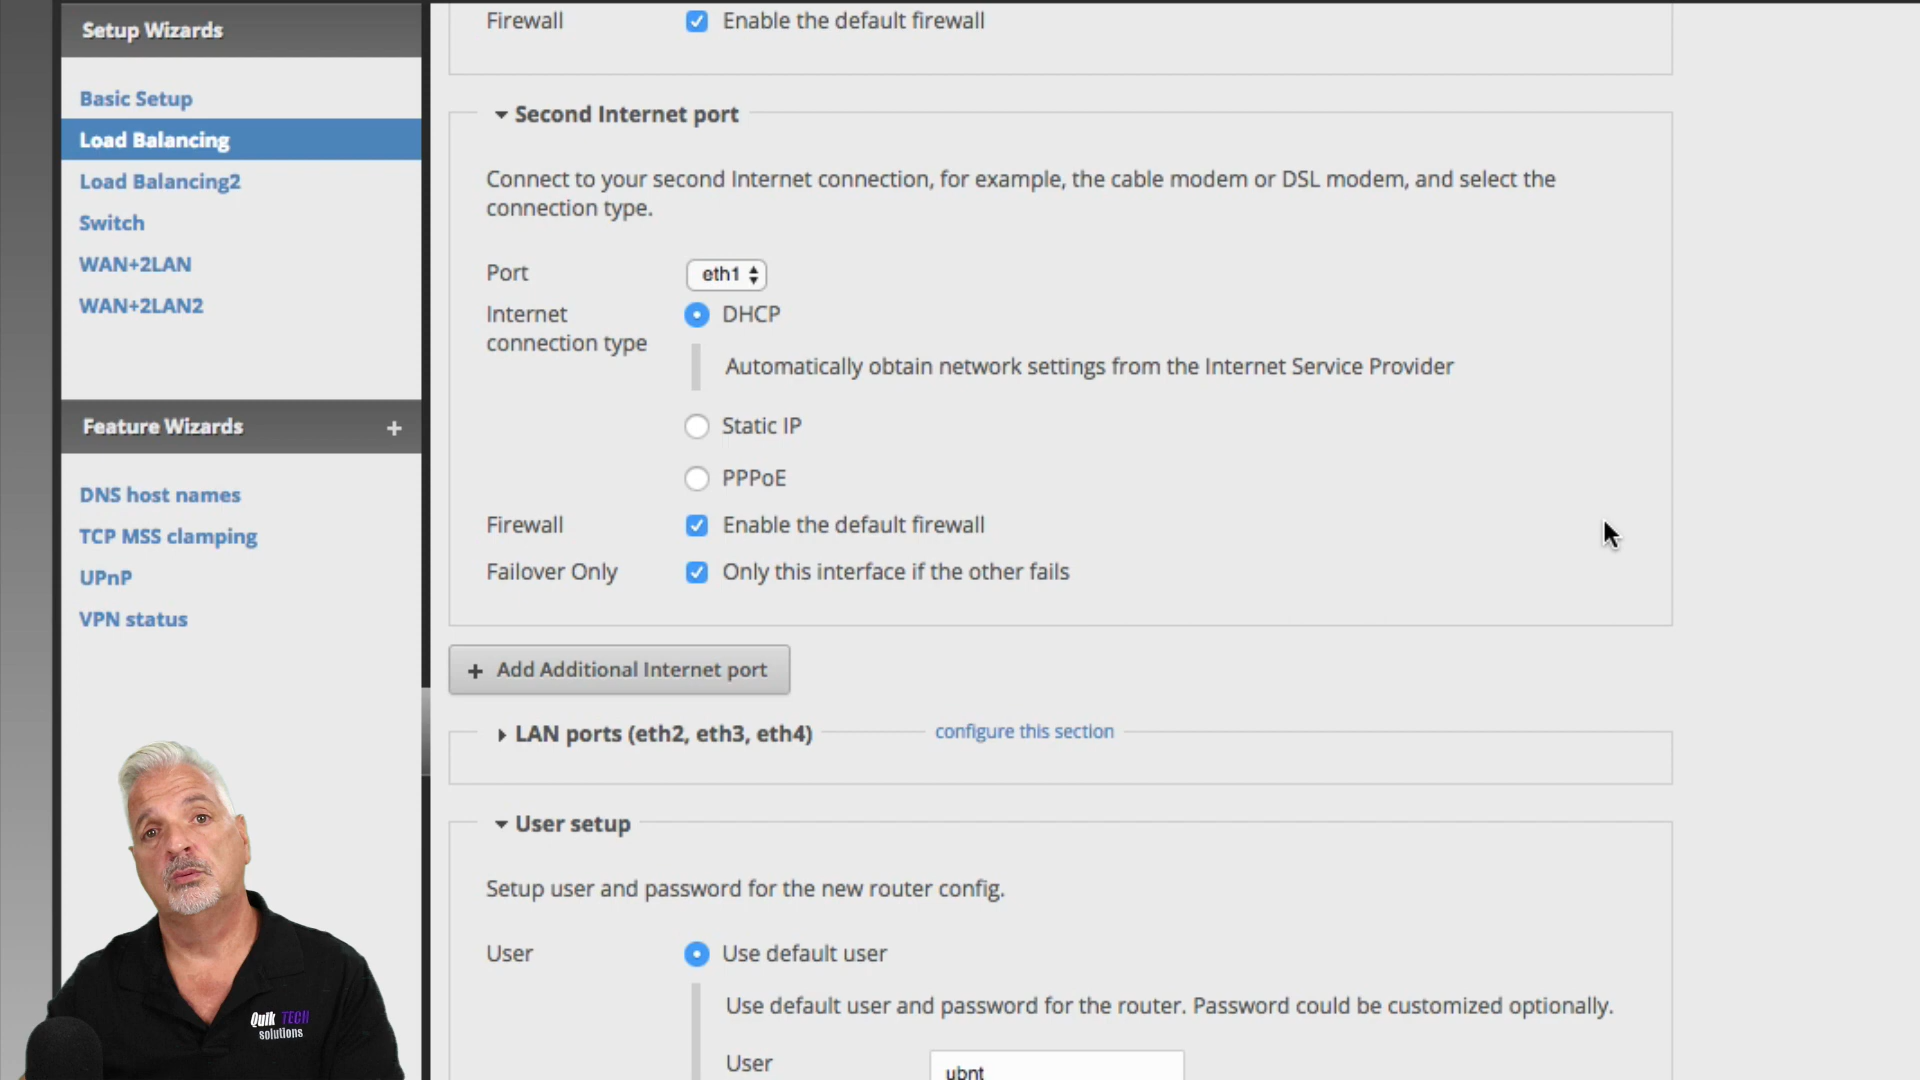 Setup Wizards
Basic Setup
Load Balancing
Load Balancing2
Switch
WAN+2LAN
WAN+2LAN2
Feature Wizards +
DNS host names
TCP MSS clamping
UPnP
VPN status
Firewall Enable the default firewall
Second Internet port
Connect to your second Internet connection, for example, the cable modem or DSL modem, and select the
connection type.
Port eth1
Internet
connection type
DHCP
Automatically obtain network settings from the Internet Service Provider
Static IP
PPPoE
Firewall Enable the default firewall
Failover Only Only this interface if the other fails
+ Add Additional Internet port
LAN ports (eth2, eth3, eth4) configure this section
User setup
Setup user and password for the new router config.
User Use default user
Use default user and password for the router. Password could be customized optionally.
User ubnt
Quik TECH
solutions